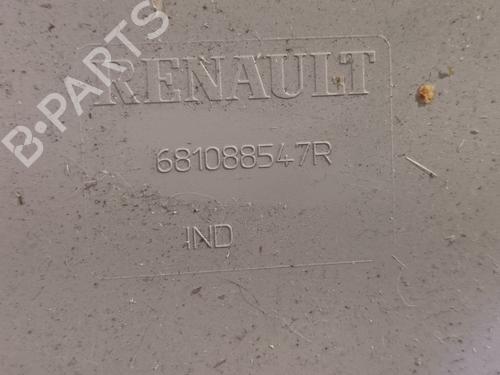 B-PARTS
RENAULT
681088547R
IND